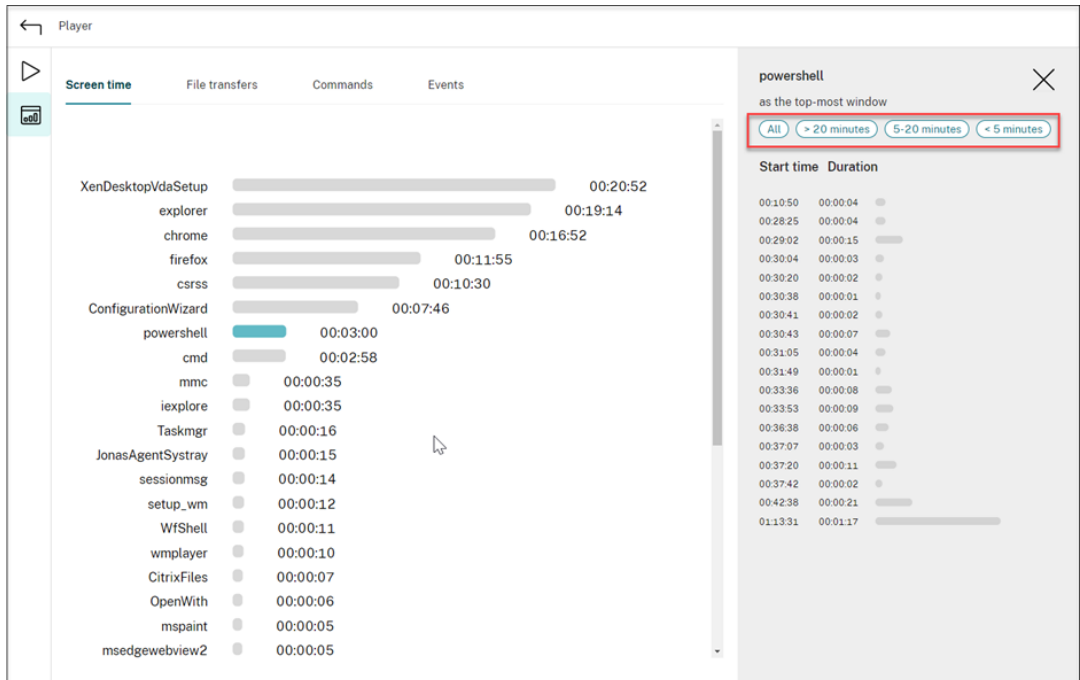 Player
Screen time File transfers Commands Events
XenDesktopVdaSetup 00:20:52
explorer 00:19:14
chrome 00:16:52
firefox 00:11:55
csrss 00:10:30
ConfigurationWizard 00:07:46
powershell 00:03:00
cmd 00:02:58
mmc 00:00:35
iexplore 00:00:35
Taskmgr 00:00:16
JonasAgentSystray 00:00:15
sessionmsg 00:00:14
setup_wm 00:00:12
WfShell 00:00:11
wmplayer 00:00:10
CitrixFiles 00:00:07
OpenWith 00:00:06
mspaint 00:00:05
msedgewebview2 00:00:05
powershell
as the top-most window
All > 20 minutes 5-20 minutes < 5 minutes
Start time Duration
00:10:50 00:00:04
00:28:25 00:00:04
00:29:02 00:00:15
00:30:04 00:00:03
00:30:20 00:00:02
00:30:38 00:00:01
00:30:41 00:00:02
00:30:43 00:00:07
00:31:05 00:00:04
00:31:49 00:00:01
00:33:36 00:00:08
00:33:53 00:00:09
00:36:38 00:00:06
00:37:07 00:00:03
00:37:20 00:00:11
00:37:42 00:00:02
00:42:38 00:00:21
01:13:31 00:01:17